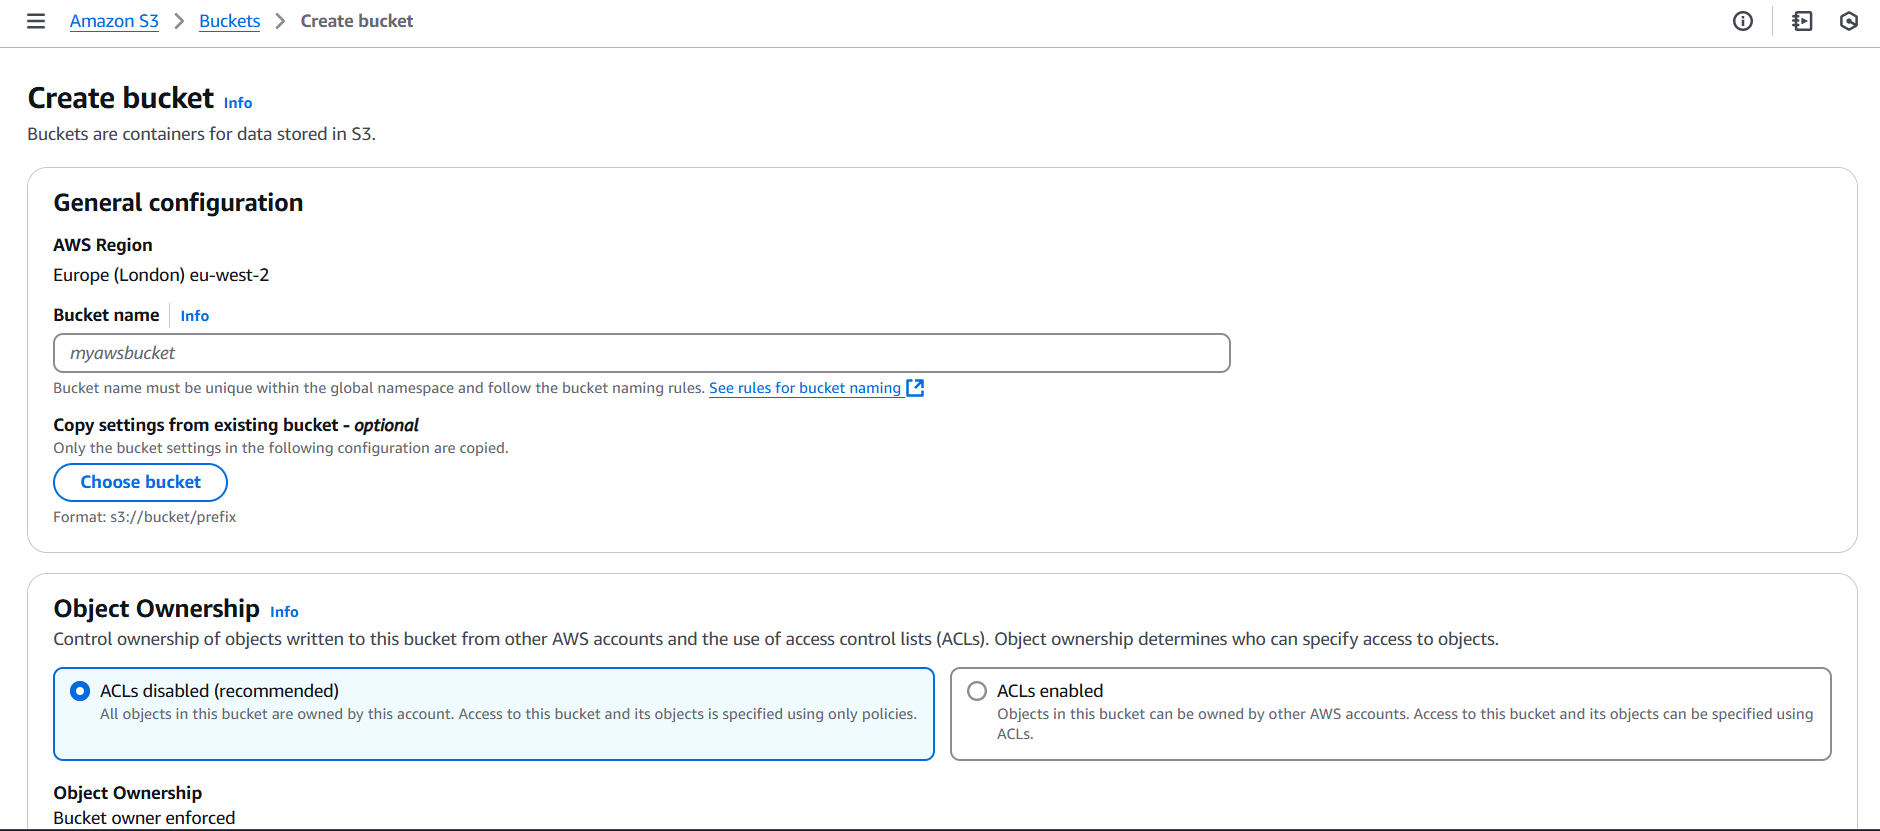 Amazon S3 > Buckets > Create bucket
Create bucket Info
Buckets are containers for data stored in S3.
General configuration
AWS Region
Europe (London) eu-west-2
Bucket name Info
myawsbucket
Bucket name must be unique within the global namespace and follow the bucket naming rules. See rules for bucket naming
Copy settings from existing bucket - optional
Only the bucket settings in the following configuration are copied.
Choose bucket
Format: s3://bucket/prefix
Object Ownership Info
Control ownership of objects written to this bucket from other AWS accounts and the use of access control lists (ACLs). Object ownership determines who can specify access to objects.
ACLs disabled (recommended)
All objects in this bucket are owned by this account. Access to this bucket and its objects is specified using only policies.
ACLs enabled
Objects in this bucket can be owned by other AWS accounts. Access to this bucket and its objects can be specified using
ACLs.
Object Ownership
Bucket owner enforced